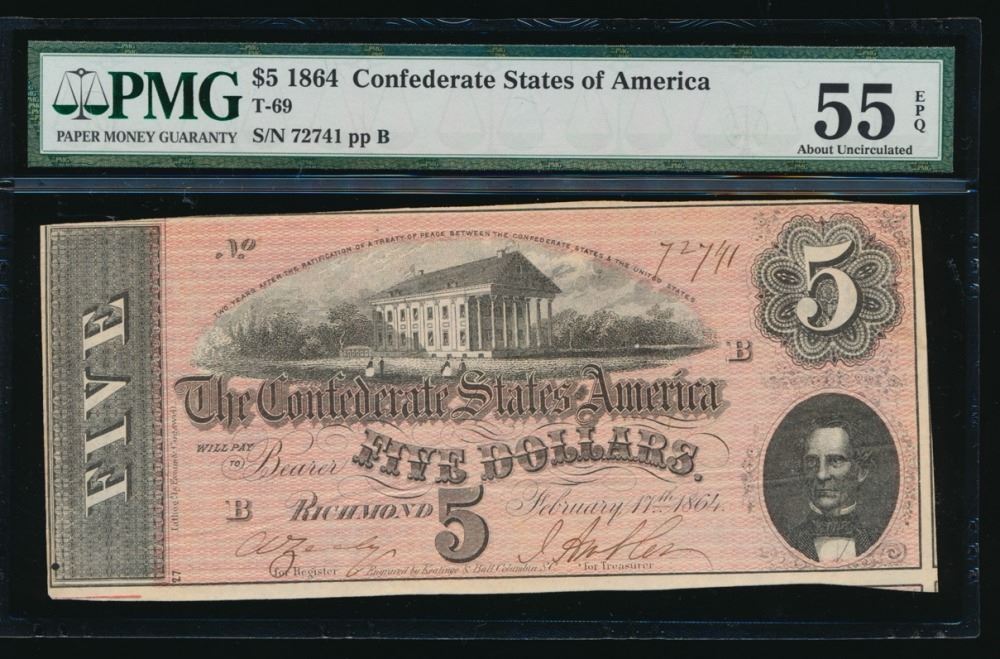 PMG
PAPER MONEY GUARANTY
$5 1864 Confederate States of America
T-69
S/N 72741 pp B
55
EPQ
About Uncirculated
No
TWO YEARS AFTER THE RATIFICATION OF A TREATY OF PEACE BETWEEN THE CONFEDERATE STATES & THE UNITED STATES
72741
5
FIVE
B
The Confederate States of America
WILL PAY
TO
Bearer
FIVE DOLLARS.
B
RICHMOND
5
February 17th 1864.
for Register
Engraved by Keatinge & Ball Columbia S.C.
for Treasurer
27